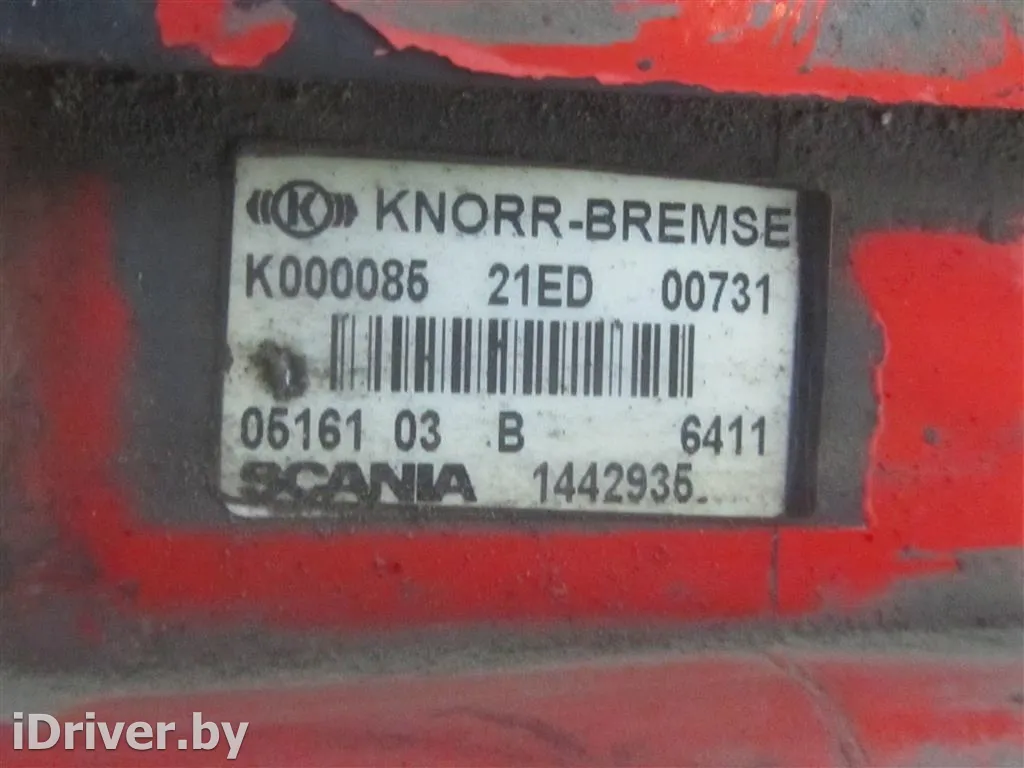 K KNORR-BREMSE
K000085 21ED 00731
05161 03 B 6411
SCANIA 1442935
iDriver.by